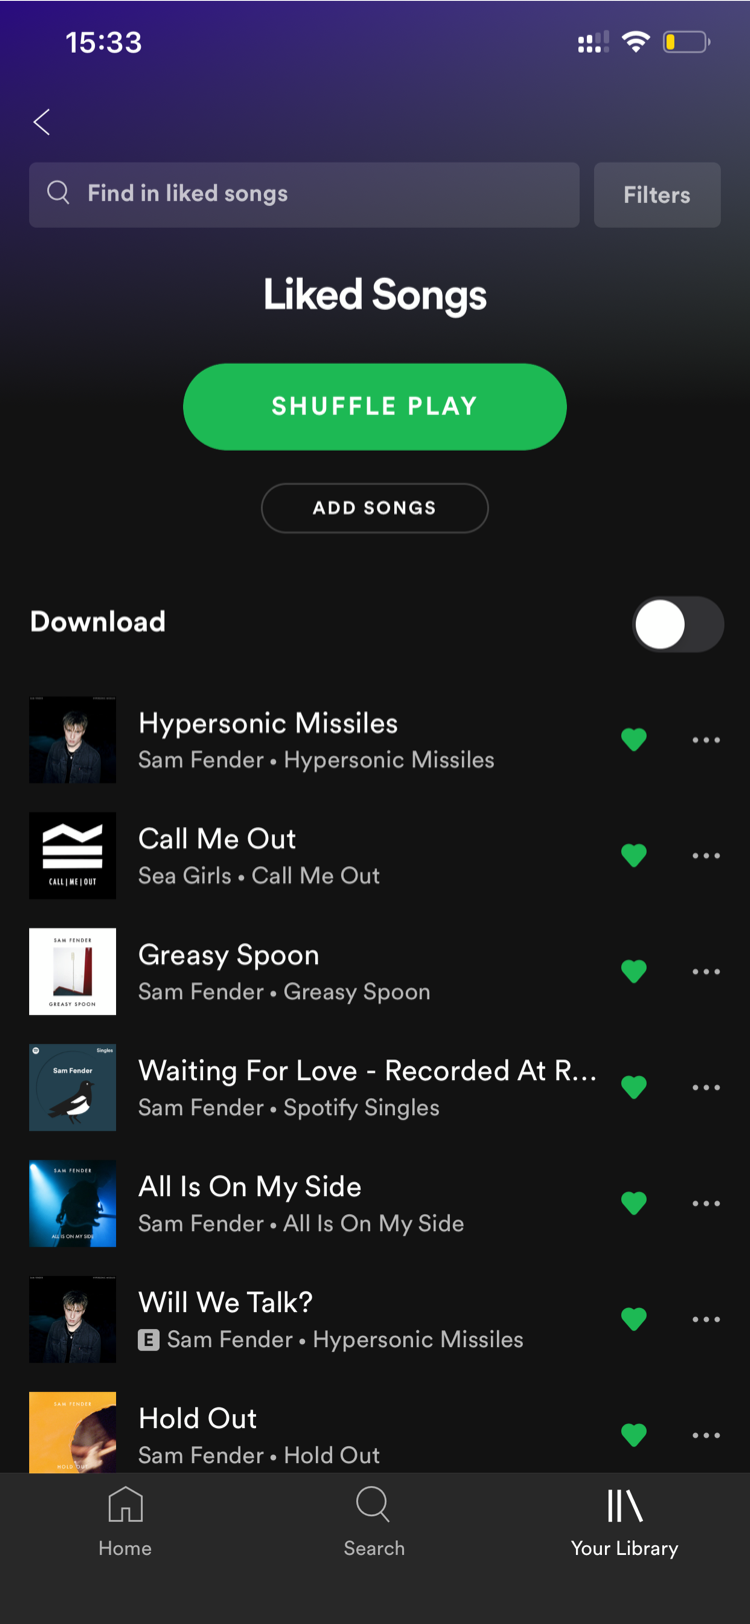 15:33
Find in liked songs
Filters
Liked Songs
SHUFFLE PLAY
ADD SONGS
Download
Hypersonic Missiles
Sam Fender • Hypersonic Missiles
CALL | ME | OUT
Call Me Out
Sea Girls • Call Me Out
SAM FENDER
GREASY SPOON
Greasy Spoon
Sam Fender • Greasy Spoon
Singles
Sam Fender
Waiting For Love - Recorded At R...
Sam Fender • Spotify Singles
SAM FENDER
ALL IS ON MY SIDE
All Is On My Side
Sam Fender • All Is On My Side
Will We Talk?
E Sam Fender • Hypersonic Missiles
SAM FENDER
HOLD OUT
Hold Out
Sam Fender • Hold Out
Home
Search
Your Library